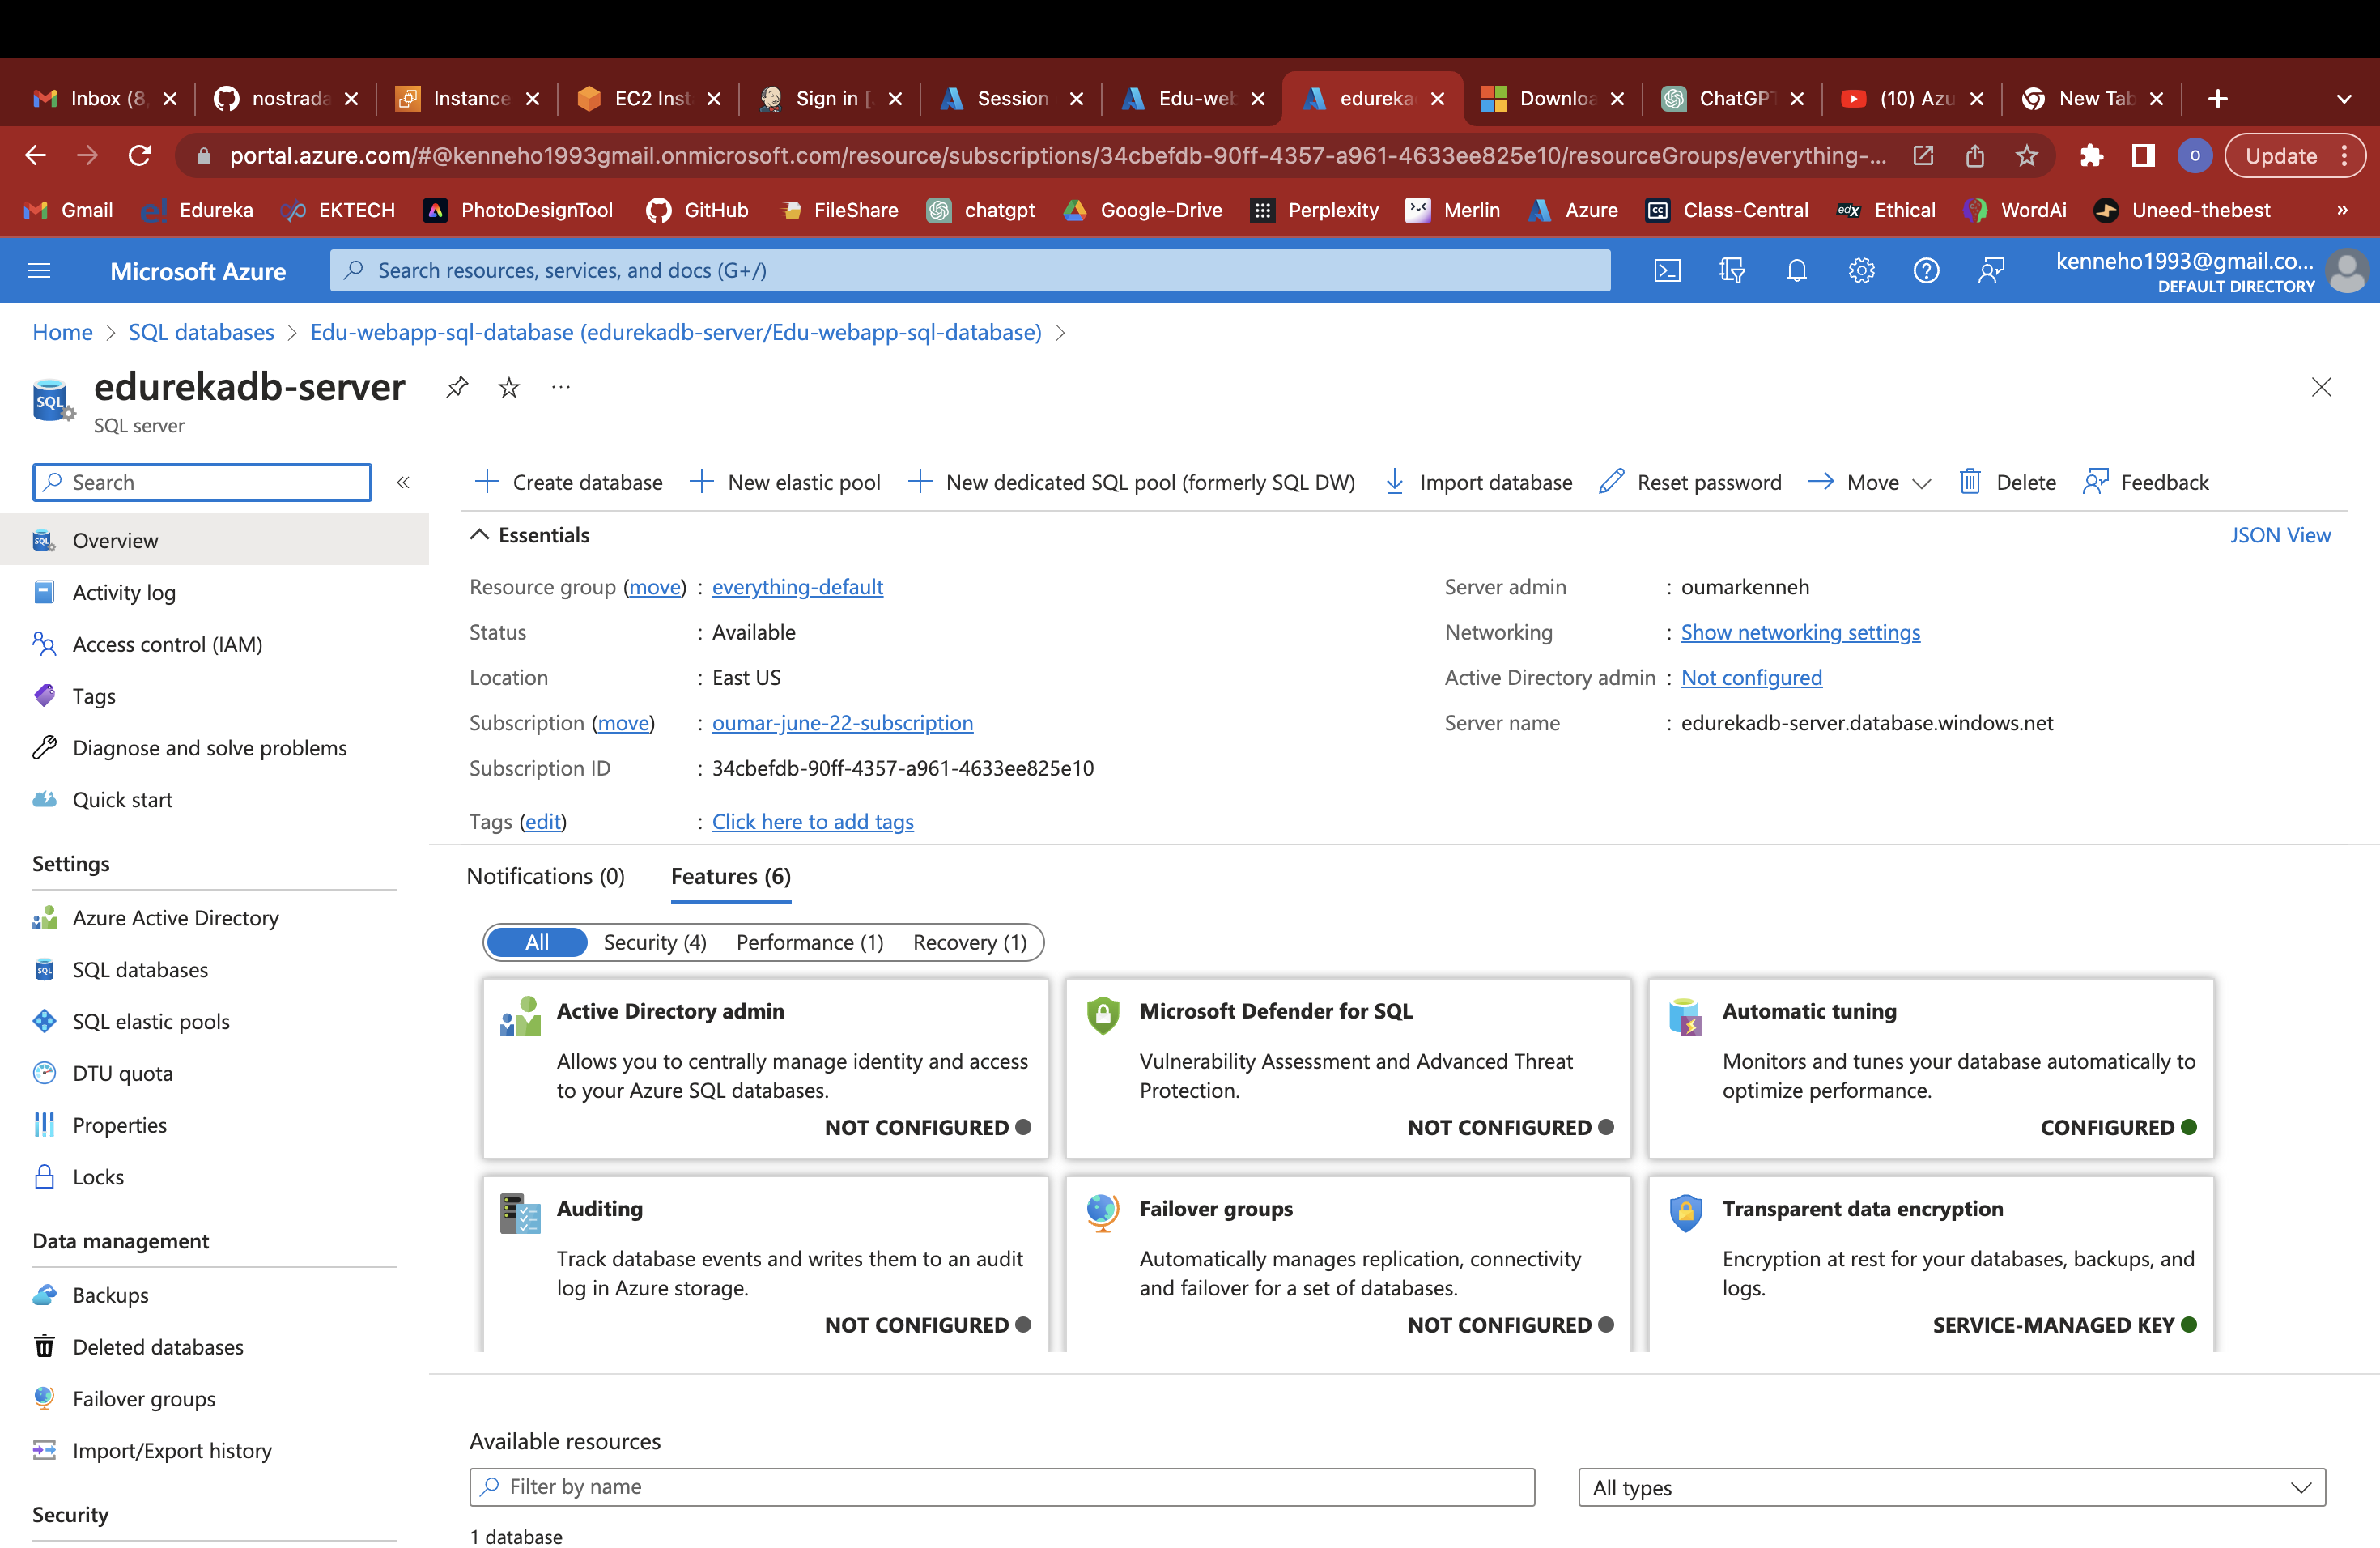 Inbox (8,
nostrada
Instance
EC2 Inst
Sign in [
Session
Edu-web
edureka
Downloa
ChatGPT
(10) Azu
New Tab
portal.azure.com/#@kenneho1993gmail.onmicrosoft.com/resource/subscriptions/34cbefdb-90ff-4357-a961-4633ee825e10/resourceGroups/everything-...
O
Update
Gmail
Edureka
EKTECH
PhotoDesignTool
GitHub
FileShare
chatgpt
Google-Drive
Perplexity
Merlin
Azure
Class-Central
Ethical
WordAi
Uneed-thebest
»
Microsoft Azure
Search resources, services, and docs (G+/)
kenneho1993@gmail.co...
DEFAULT DIRECTORY
Home > SQL databases > Edu-webapp-sql-database (edurekadb-server/Edu-webapp-sql-database) >
edurekadb-server
SQL server
Search
«
Create database
New elastic pool
New dedicated SQL pool (formerly SQL DW)
Import database
Reset password
Move
Delete
Feedback
Overview
Activity log
Access control (IAM)
Tags
Diagnose and solve problems
Quick start
Settings
Azure Active Directory
SQL databases
SQL elastic pools
DTU quota
Properties
Locks
Data management
Backups
Deleted databases
Failover groups
Import/Export history
Security
Essentials
JSON View
Resource group (move) : everything-default
Status : Available
Location : East US
Subscription (move) : oumar-june-22-subscription
Subscription ID : 34cbefdb-90ff-4357-a961-4633ee825e10
Tags (edit) : Click here to add tags
Server admin : oumarkenneh
Networking : Show networking settings
Active Directory admin : Not configured
Server name : edurekadb-server.database.windows.net
Notifications (0)
Features (6)
All
Security (4)
Performance (1)
Recovery (1)
Active Directory admin
Allows you to centrally manage identity and access
to your Azure SQL databases.
NOT CONFIGURED
Microsoft Defender for SQL
Vulnerability Assessment and Advanced Threat
Protection.
NOT CONFIGURED
Automatic tuning
Monitors and tunes your database automatically to
optimize performance.
CONFIGURED
Auditing
Track database events and writes them to an audit
log in Azure storage.
NOT CONFIGURED
Failover groups
Automatically manages replication, connectivity
and failover for a set of databases.
NOT CONFIGURED
Transparent data encryption
Encryption at rest for your databases, backups, and
logs.
SERVICE-MANAGED KEY
Available resources
Filter by name
All types
1 database